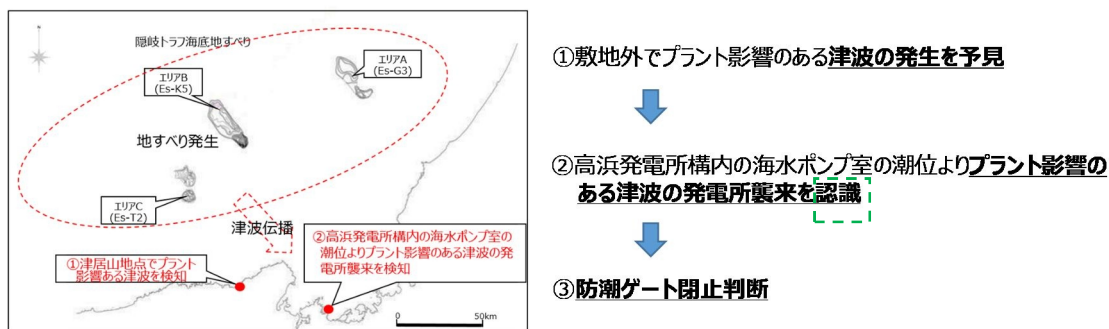 隠岐トラフ海底地すべり
エリアA
(Es-G3)
エリアB
(Es-K5)
地すべり発生
エリアC
(Es-T2)
津波伝播
①津居山地点でプラント
影響ある津波を検知
②高浜発電所構内の海水ポンプ室の
潮位よりプラント影響のある津波の発
電所襲来を検知
0
50km
①敷地外でプラント影響のある津波の発生を予見
②高浜発電所構内の海水ポンプ室の潮位よりプラント影響の
ある津波の発電所襲来を認識
③防潮ゲート閉止判断